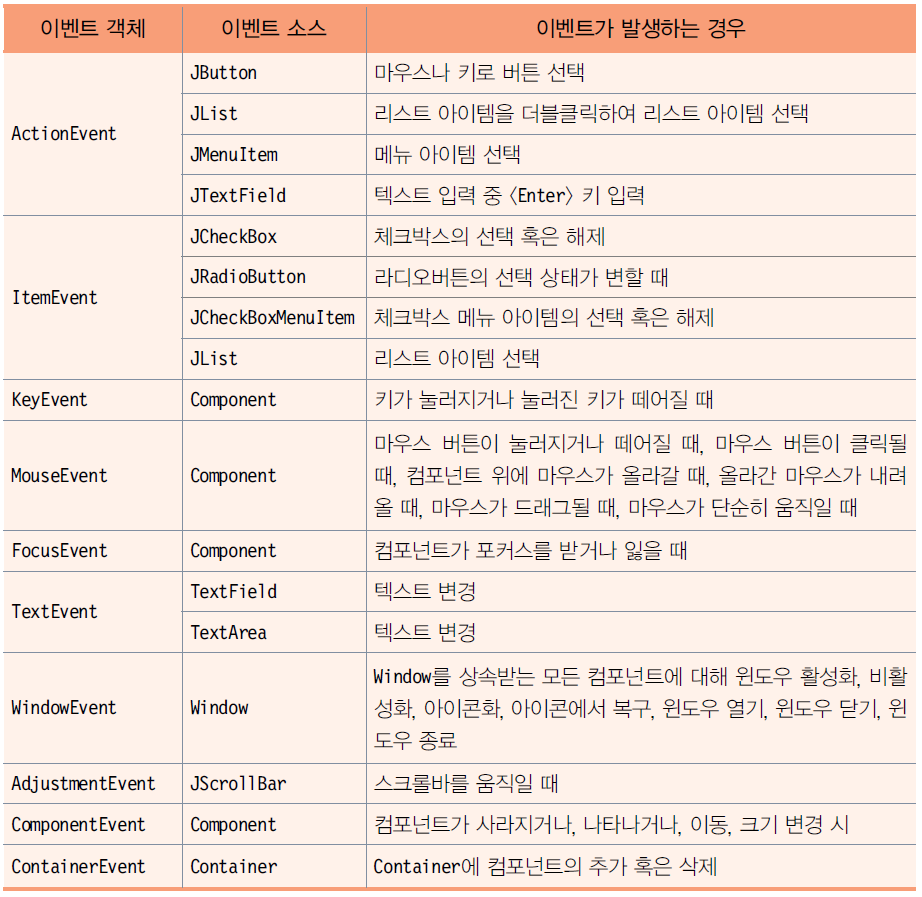 이벤트 객체 이벤트 소스 이벤트가 발생하는 경우
ActionEvent
JButton 마우스나 키로 버튼 선택
JList 리스트 아이템을 더블클릭하여 리스트 아이템 선택
JMenuItem 메뉴 아이템 선택
JTextField 텍스트 입력 중 〈Enter〉 키 입력
ItemEvent
JCheckBox 체크박스의 선택 혹은 해제
JRadioButton 라디오버튼의 선택 상태가 변할 때
JCheckBoxMenuItem 체크박스 메뉴 아이템의 선택 혹은 해제
JList 리스트 아이템 선택
KeyEvent Component 키가 눌러지거나 눌러진 키가 떼어질 때
MouseEvent Component
마우스 버튼이 눌러지거나 떼어질 때, 마우스 버튼이 클릭될
때, 컴포넌트 위에 마우스가 올라갈 때, 올라간 마우스가 내려
올 때, 마우스가 드래그될 때, 마우스가 단순히 움직일 때
FocusEvent Component 컴포넌트가 포커스를 받거나 잃을 때
TextEvent
TextField 텍스트 변경
TextArea 텍스트 변경
WindowEvent Window
Window를 상속받는 모든 컴포넌트에 대해 윈도우 활성화, 비활
성화, 아이콘화, 아이콘에서 복구, 윈도우 열기, 윈도우 닫기, 윈
도우 종료
AdjustmentEvent JScrollBar 스크롤바를 움직일 때
ComponentEvent Component 컴포넌트가 사라지거나, 나타나거나, 이동, 크기 변경 시
ContainerEvent Container Container에 컴포넌트의 추가 혹은 삭제